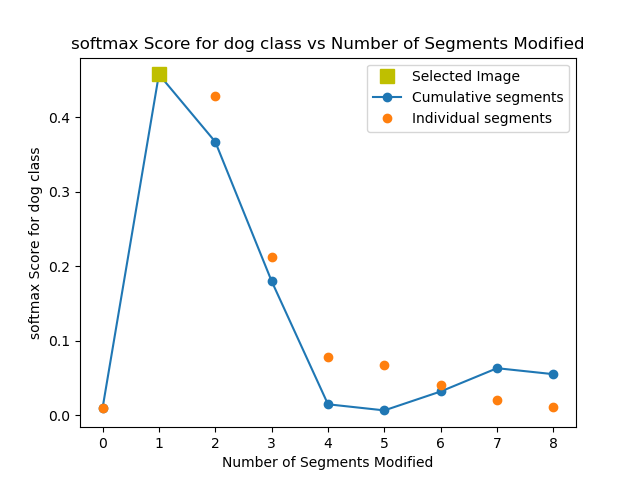 softmax Score for dog class vs Number of Segments Modified
Selected Image
Cumulative segments
Individual segments
softmax Score for dog class
0.4
0.3
0.2
0.1
0.0
0 1 2 3 4 5 6 7 8
Number of Segments Modified